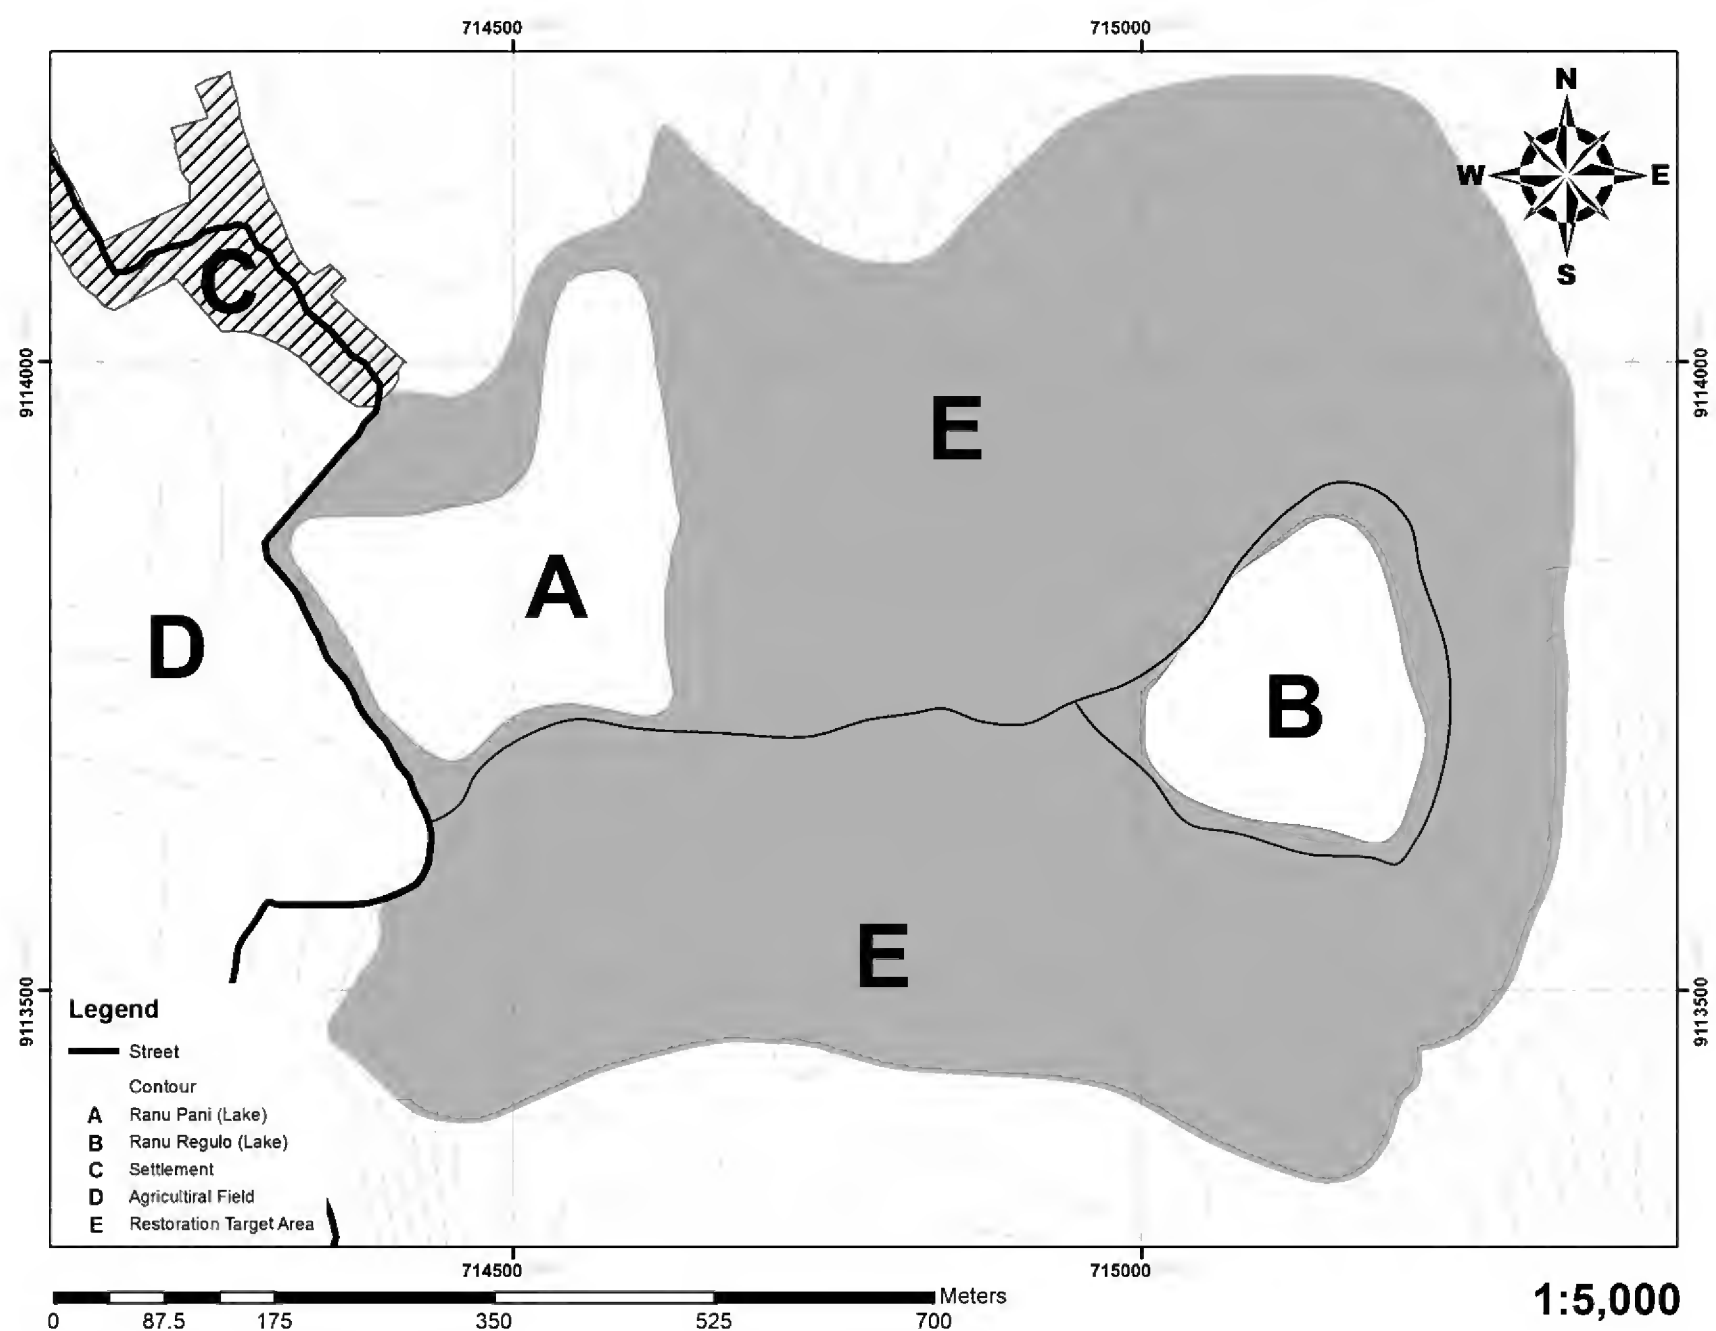 714500 715000
N
W E
S
C
9114000 9114000
E
A
D
B
E
9113500 9113500
Legend
Street
Contour
A Ranu Pani (Lake)
B Ranu Regulo (Lake)
C Settlement
D Agricultiral Field
E Restoration Target Area
714500 715000
Meters
0 87.5 175 350 525 700
1:5,000